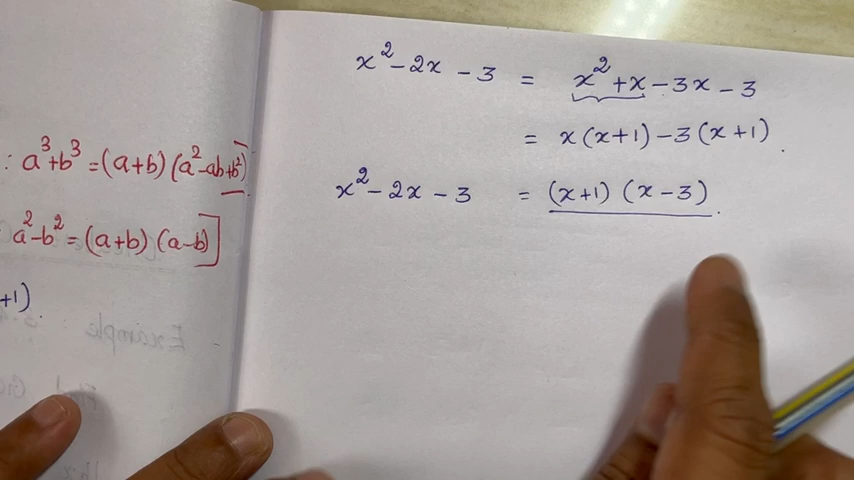 : a³+b³=(a+b)(a²-ab+b²)
a²-b²=(a+b)(a-b)
+1).
x²-2x-3 = x²+x-3x-3
= x(x+1)-3(x+1).
x²-2x-3 = (x+1)(x-3).
Example :